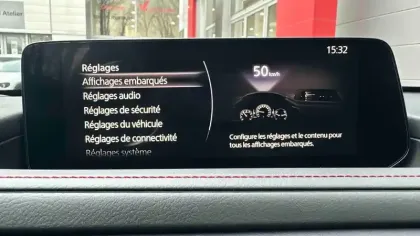 Atelier
15:32
Réglages
Affichages embarqués
Réglages audio
Réglages de sécurité
Réglages du véhicule
Réglages de connectivité
Réglages système
50 km/h
Configure les réglages et le contenu pour
tous les affichages embarqués.